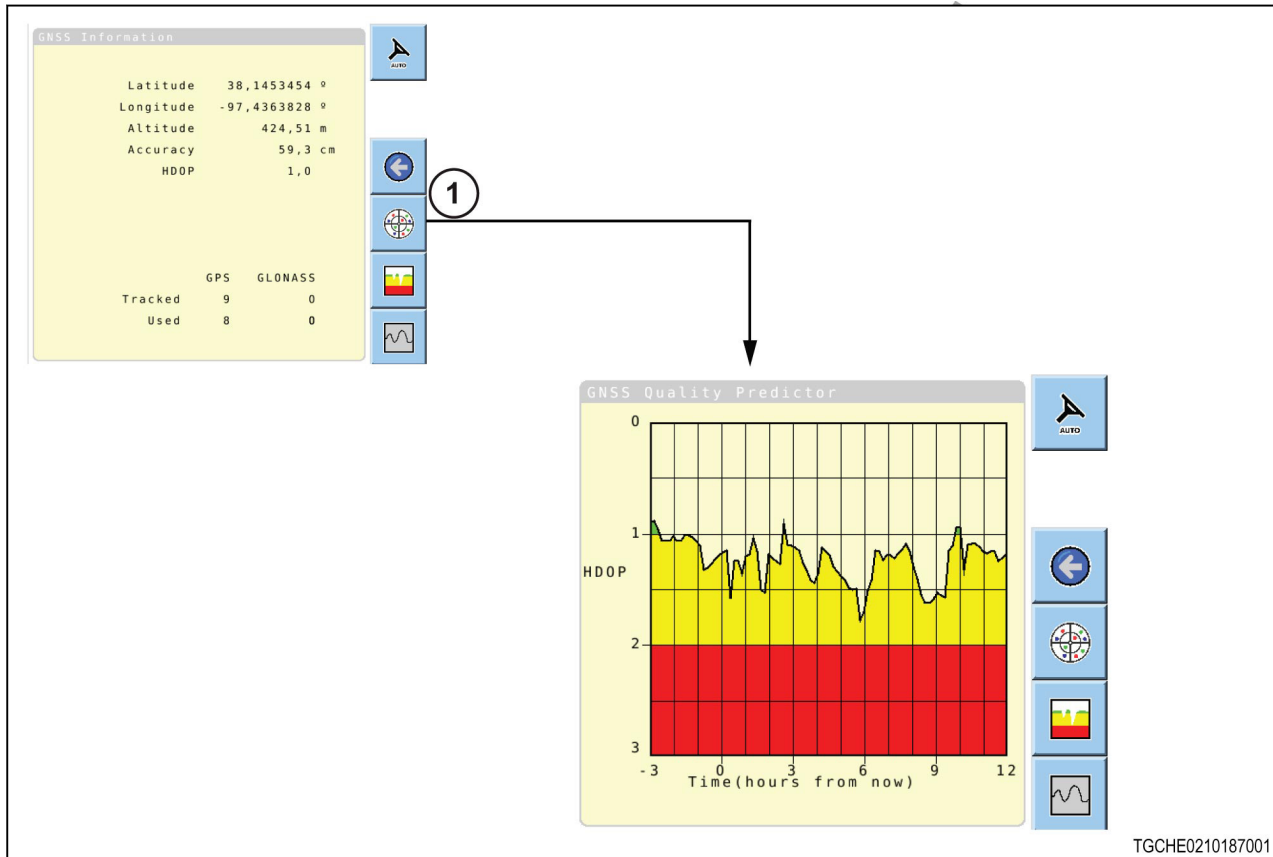 GNSS Information
AUTO
Latitude 38,1453454 º
Longitude -97,4363828 º
Altitude 424,51 m
Accuracy 59,3 cm
HDOP 1,0
1
GPS GLONASS
Tracked 9 0
Used 8 0
GNSS Quality Predictor
AUTO
0
1
HDOP
2
3
-3 0 3 6 9 12
Time(hours from now)
TGCHE0210187001